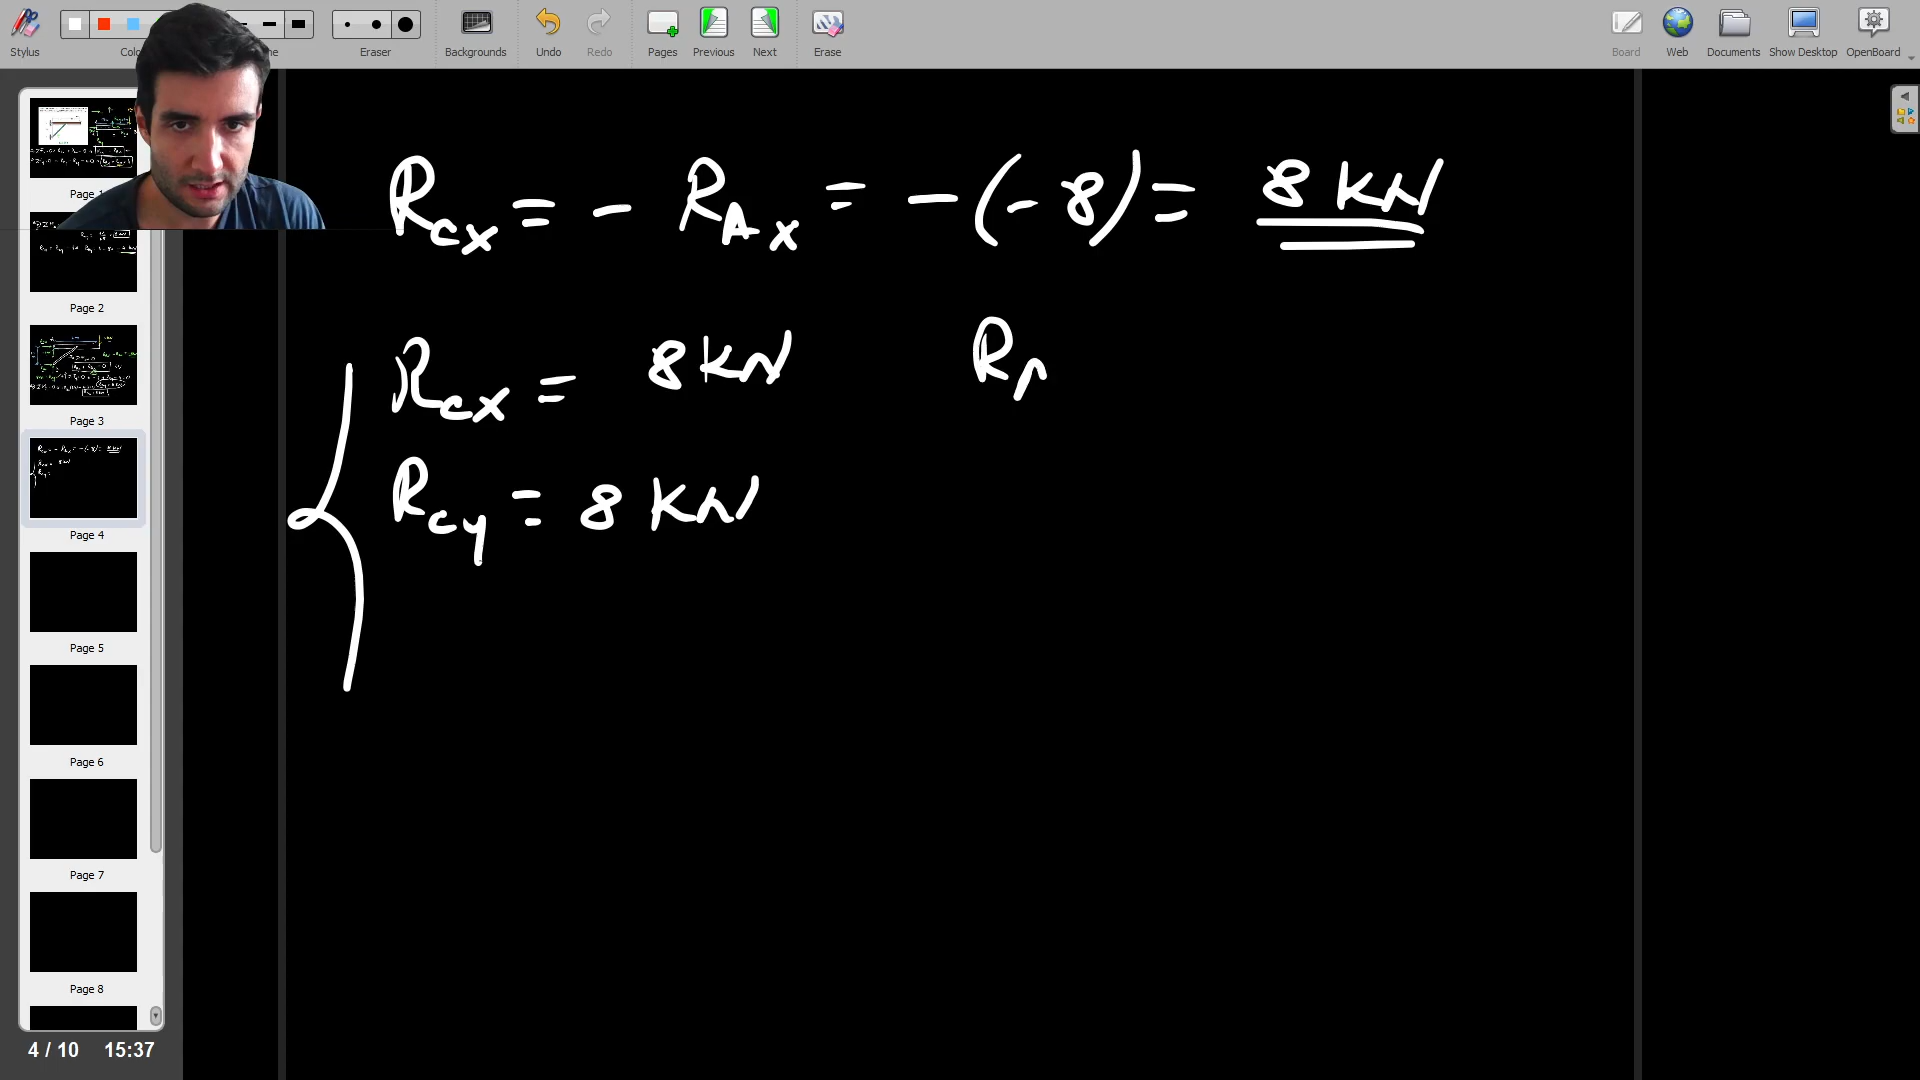 Stylus
Eraser
Backgrounds
Undo
Redo
Pages
Previous
Next
Erase
Board
Web
Documents
Show Desktop
OpenBoard
Page 2
Page 3
Page 4
Page 5
Page 6
Page 7
Page 8
4 / 10 15:37
Rcx = - RAx = - (- 8) = 8 KN
Rcx = 8 KN
Rcy = 8 KN